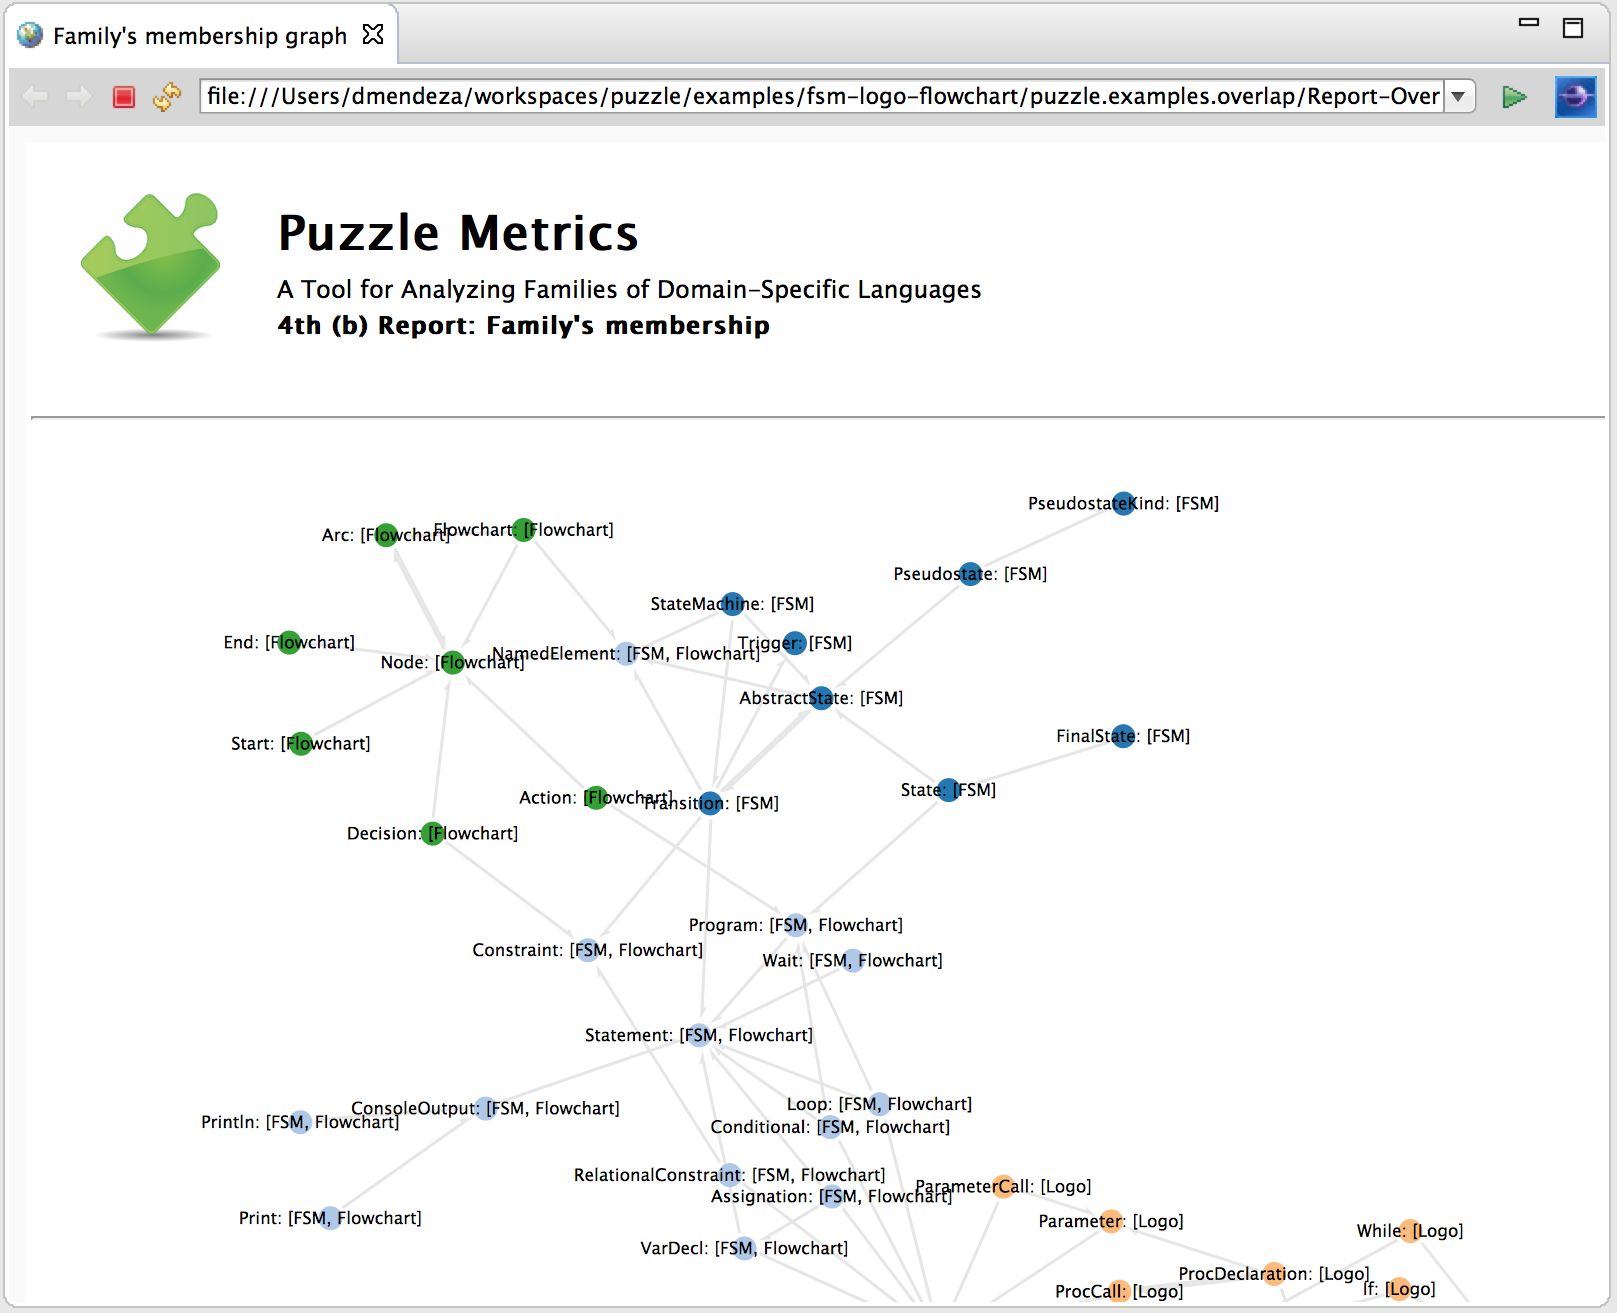 Family's membership graph
file:///Users/dmendeza/workspaces/puzzle/examples/fsm-logo-flowchart/puzzle.examples.overlap/Report-Over
Puzzle Metrics
A Tool for Analyzing Families of Domain-Specific Languages
4th (b) Report: Family's membership
PseudostateKind: [FSM]
Arc: [Flowchart]
Flowchart: [Flowchart]
Pseudostate: [FSM]
StateMachine: [FSM]
End: [Flowchart]
Trigger: [FSM]
NamedElement: [FSM, Flowchart]
Node: [Flowchart]
AbstractState: [FSM]
FinalState: [FSM]
Start: [Flowchart]
State: [FSM]
Action: [Flowchart]
Transition: [FSM]
Decision: [Flowchart]
Program: [FSM, Flowchart]
Constraint: [FSM, Flowchart]
Wait: [FSM, Flowchart]
Statement: [FSM, Flowchart]
Loop: [FSM, Flowchart]
ConsoleOutput: [FSM, Flowchart]
Println: [FSM, Flowchart]
Conditional: [FSM, Flowchart]
RelationalConstraint: [FSM, Flowchart]
ParameterCall: [Logo]
Assignation: [FSM, Flowchart]
Print: [FSM, Flowchart]
Parameter: [Logo]
While: [Logo]
VarDecl: [FSM, Flowchart]
ProcDeclaration: [Logo]
If: [Logo]
ProcCall: [Logo]